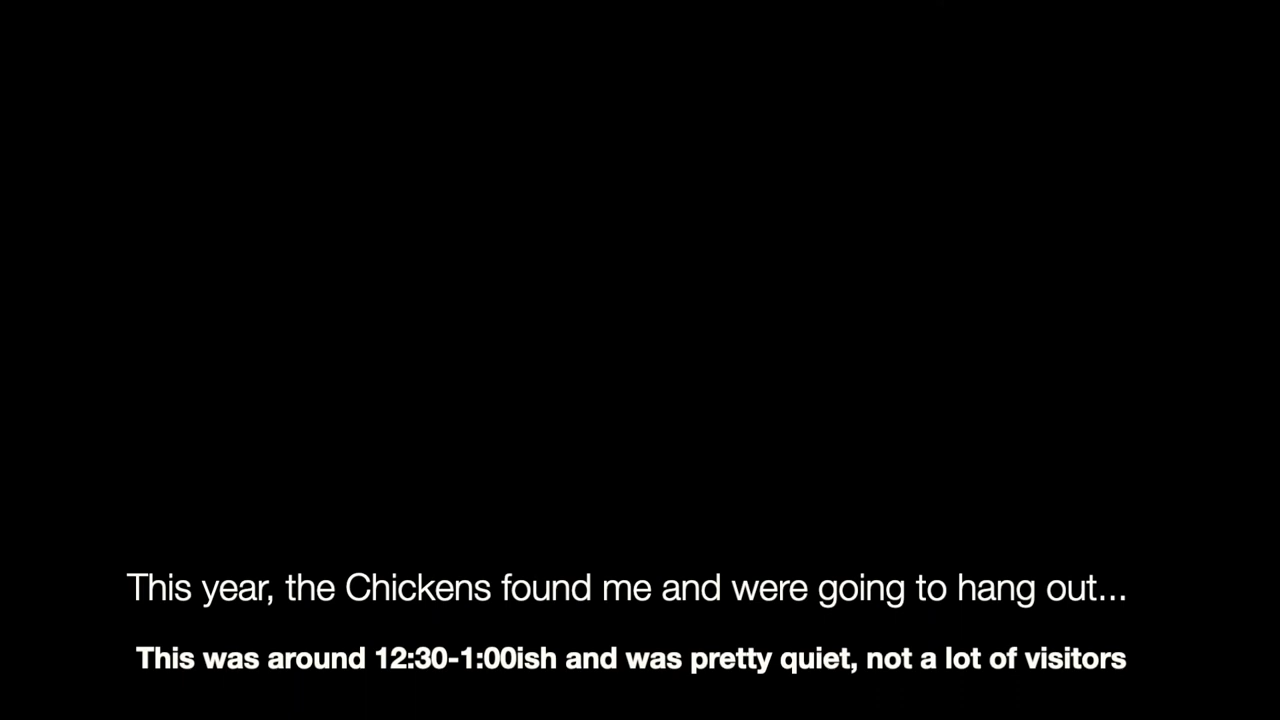 This year, the Chickens found me and were going to hang out...
This was around 12:30-1:00ish and was pretty quiet, not a lot of visitors